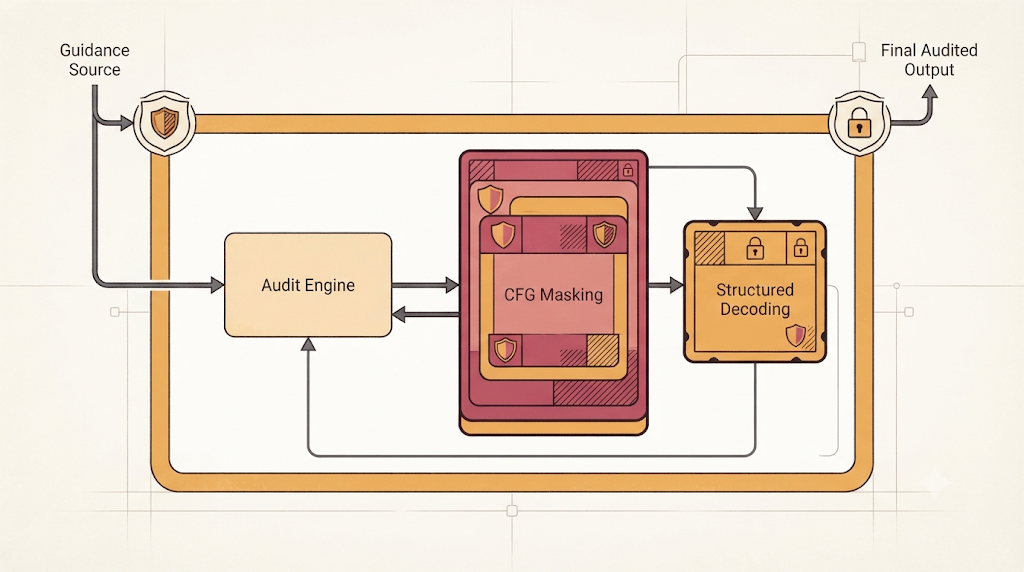 Guidance
Source
Final Audited
Output
Audit Engine
CFG Masking
Structured
Decoding